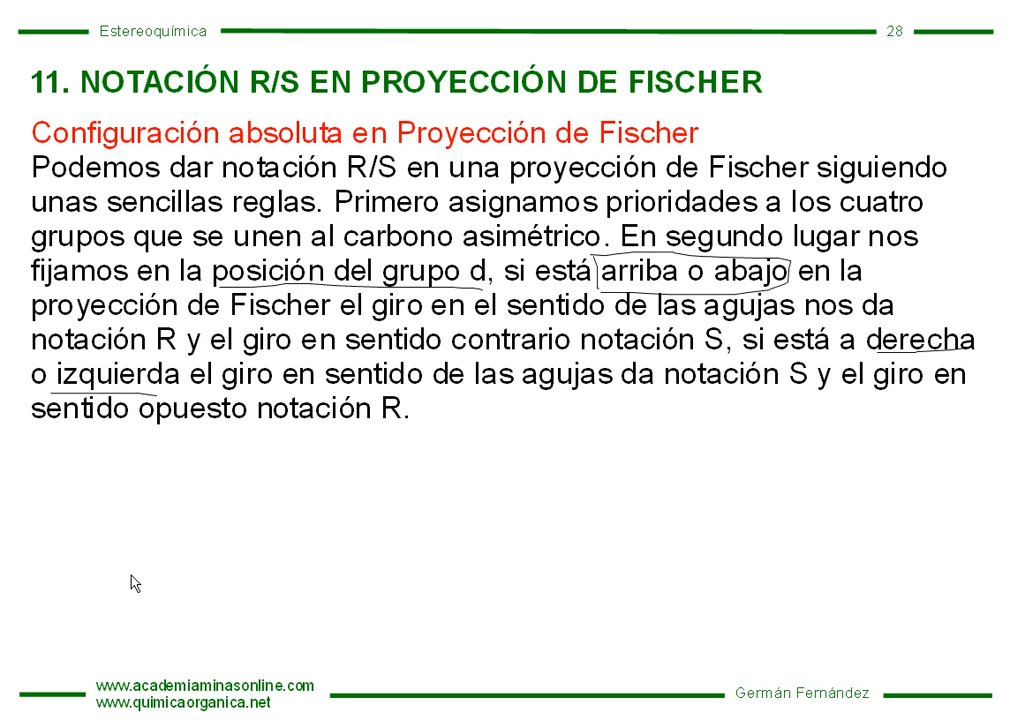 Estereoquímica 28
11. NOTACIÓN R/S EN PROYECCIÓN DE FISCHER
Configuración absoluta en Proyección de Fischer
Podemos dar notación R/S en una proyección de Fischer siguiendo
unas sencillas reglas. Primero asignamos prioridades a los cuatro
grupos que se unen al carbono asimétrico. En segundo lugar nos
fijamos en la posición del grupo d, si está arriba o abajo en la
proyección de Fischer el giro en el sentido de las agujas nos da
notación R y el giro en sentido contrario notación S, si está a derecha
o izquierda el giro en sentido de las agujas da notación S y el giro en
sentido opuesto notación R.
www.academiaminasonline.com
www.quimicaorganica.net
Germán Fernández